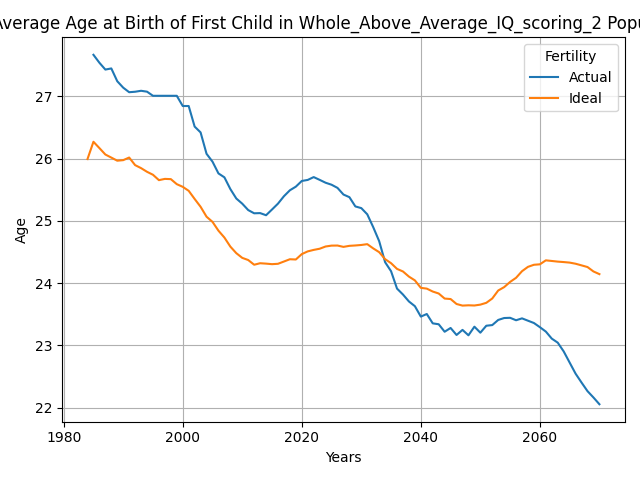 Average Age at Birth of First Child in Whole_Above_Average_IQ_scoring_2
Fertility
Actual
Ideal
27
26
25
24
23
22
Age
1980
2000
2020
2040
2060
Years